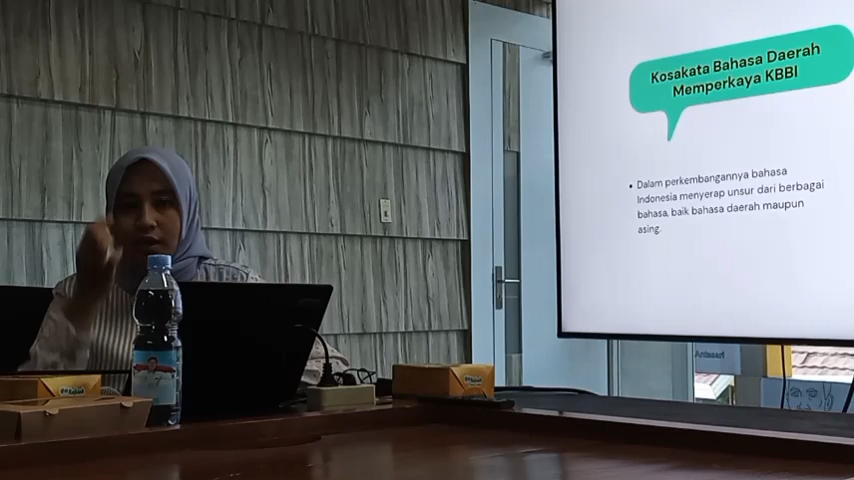 Kosakata Bahasa Daerah
Memperkaya KBBI
Dalam perkembangannya bahasa
Indonesia menyerap unsur dari berbagai
bahasa, baik bahasa daerah maupun
asing.
Antasari